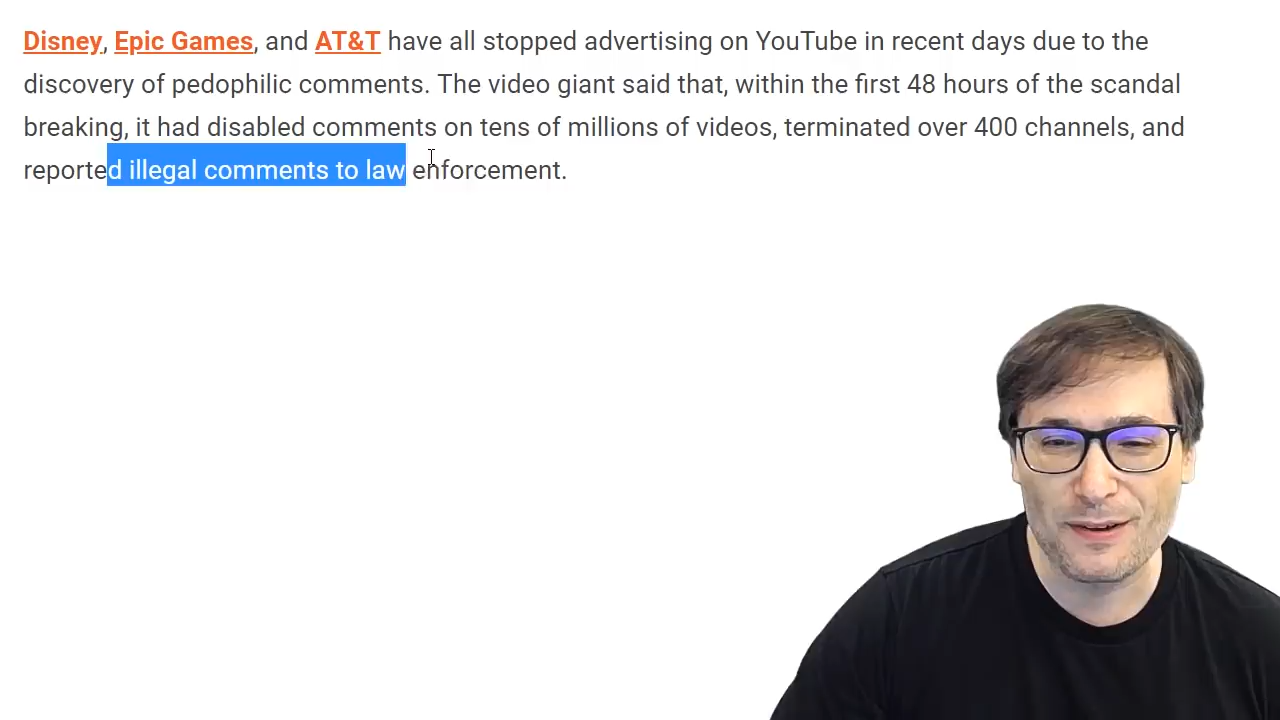 Disney, Epic Games, and AT&T have all stopped advertising on YouTube in recent days due to the
discovery of pedophilic comments. The video giant said that, within the first 48 hours of the scandal
breaking, it had disabled comments on tens of millions of videos, terminated over 400 channels, and
reported illegal comments to law enforcement.